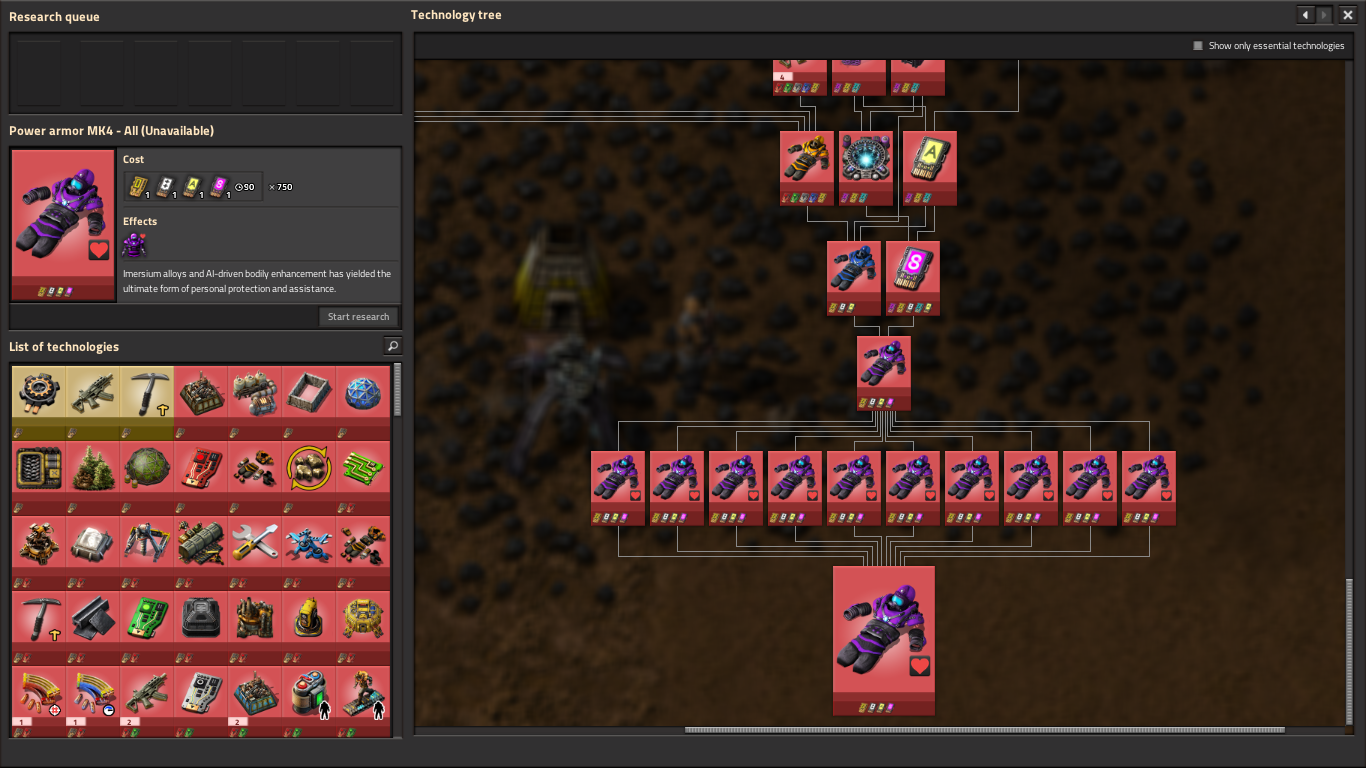 Research queue
Technology tree
Show only essential technologies
4
Power armor MK4 - All (Unavailable)
Cost
1 1 1 1 90 × 750
Effects
Imersium alloys and AI-driven bodily enhancement has yielded the
ultimate form of personal protection and assistance.
Start research
List of technologies
A
S
1 1 2 2